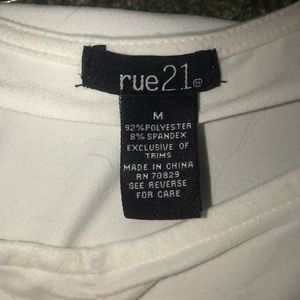 rue21®
M
92% POLYESTER
8% SPANDEX
EXCLUSIVE OF
TRIMS
MADE IN CHINA
RN 70829
SEE REVERSE
FOR CARE